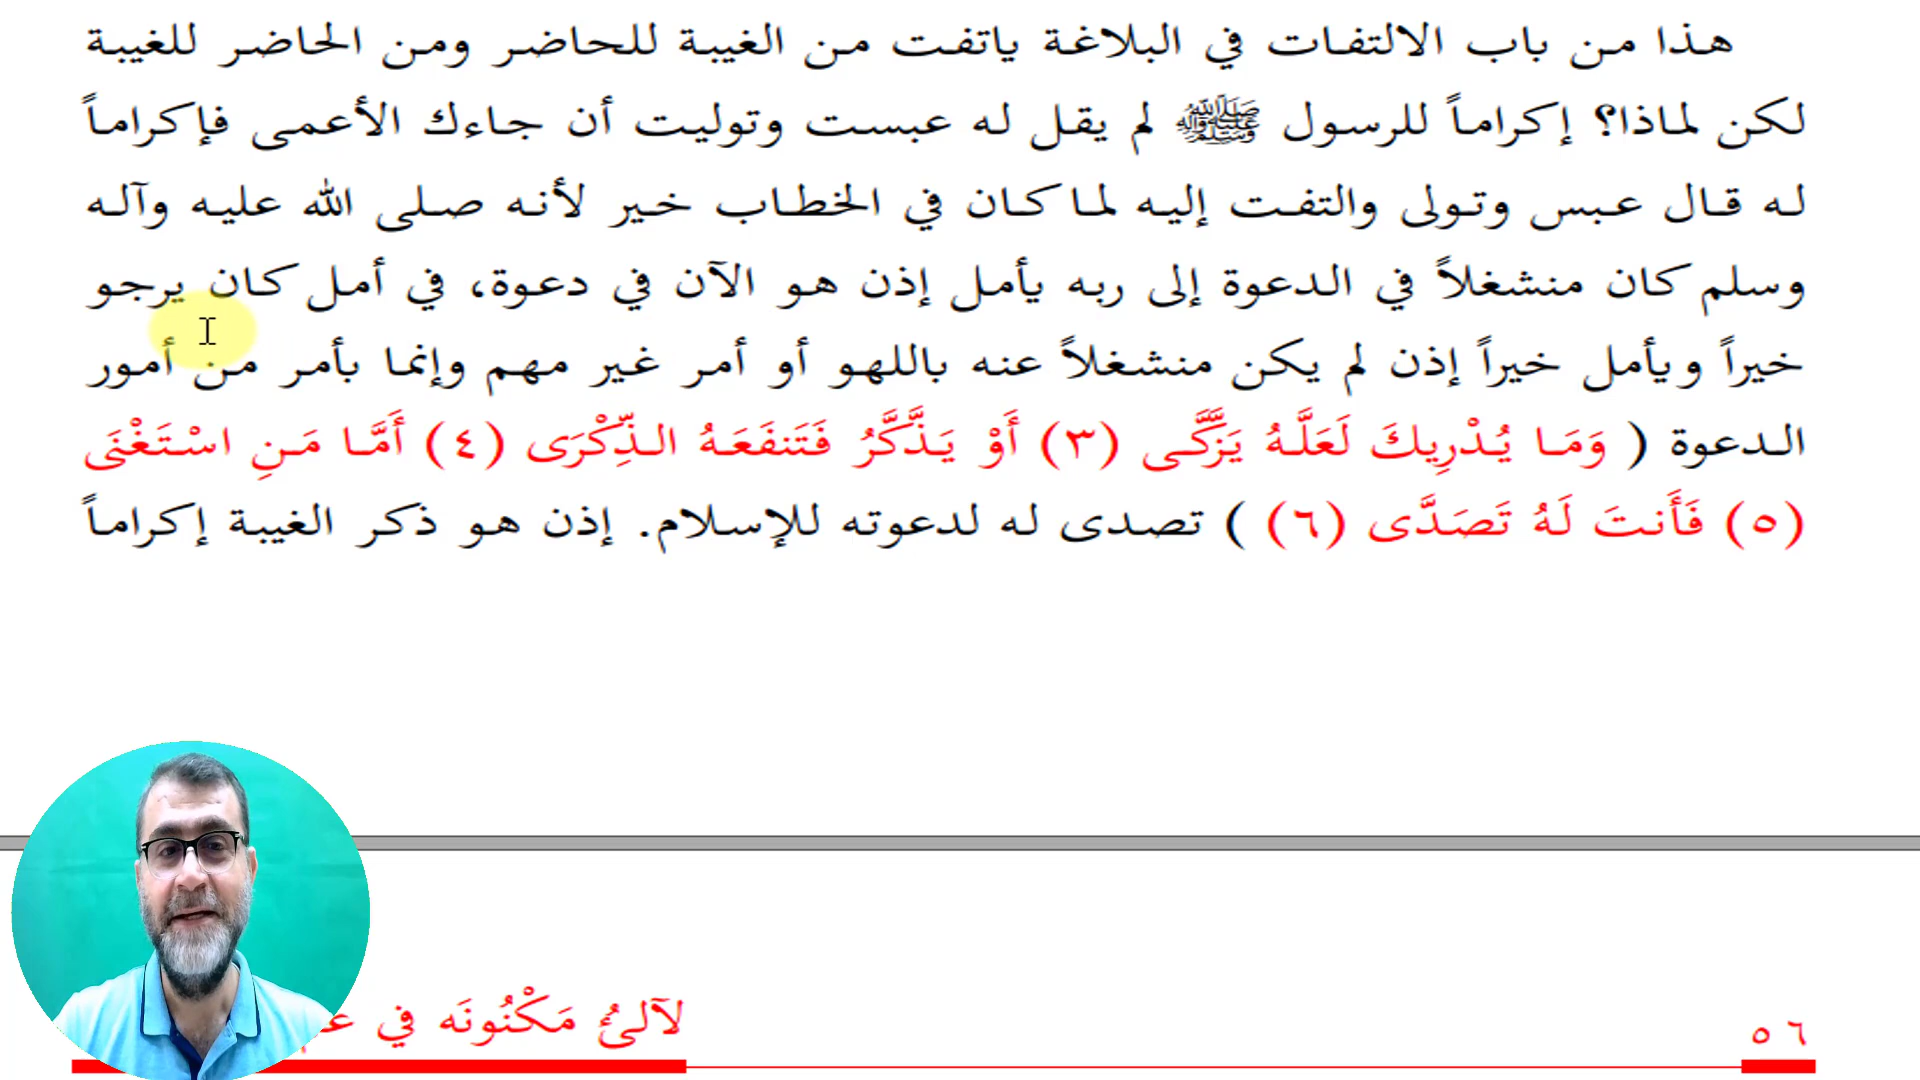 هذا من باب الالتفات في البلاغة ياتفت من الغيبة للحاضر ومن الحاضر للغيبة
لكن لماذا؟ إكراماً للرسول ﷺ لم يقل له عبست وتوليت أن جاءك الأعمى فإكراماً
له قال عبس وتولى والتفت إليه لما كان في الخطاب خير لأنه صلى الله عليه وآله
وسلم كان منشغلاً في الدعوة إلى ربه يأمل إذن هو الآن في دعوة، في أمل كان يرجو
خيراً ويأمل خيراً إذن لم يكن منشغلاً عنه باللهو أو أمر غير مهم وإنما بأمر من أمور
الدعوة ( وَمَا يُدْرِيكَ لَعَلَّهُ يَزَّكَّى (٣) أَوْ يَذَّكَّرُ فَتَنفَعَهُ الذِّكْرَى (٤) أَمَّا مَنِ اسْتَغْنَى
(٥) فَأَنتَ لَهُ تَصَدَّى (٦) ) تصدى له لدعوته للإسلام. إذن هو ذكر الغيبة إكراماً
لآلئُ مَكْنُونَه في
٥٦